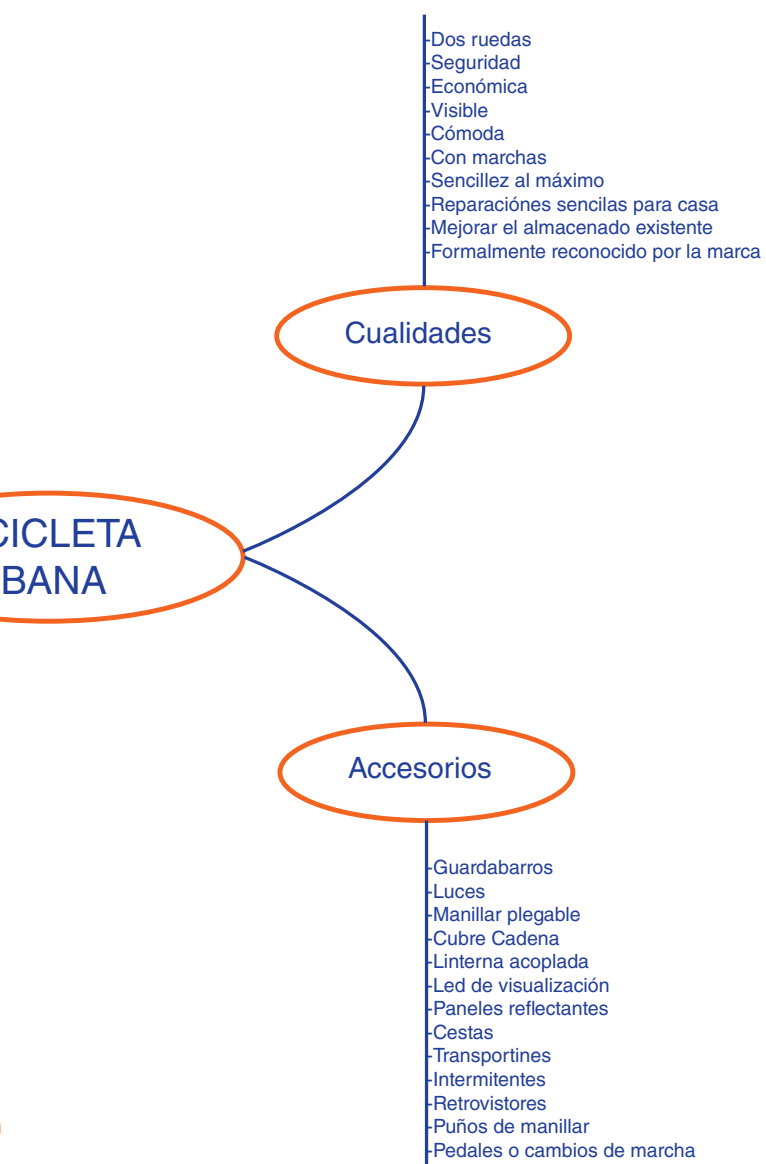 -Dos ruedas
-Seguridad
-Económica
-Visible
-Cómoda
-Con marchas
-Sencillez al máximo
-Reparaciónes sencilas para casa
-Mejorar el almacenado existente
-Formalmente reconocido por la marca
Cualidades
CICLETA
BANA
Accesorios
-Guardabarros
-Luces
-Manillar plegable
-Cubre Cadena
-Linterna acoplada
-Led de visualización
-Paneles reflectantes
-Cestas
-Transportines
-Intermitentes
-Retrovistores
-Puños de manillar
-Pedales o cambios de marcha